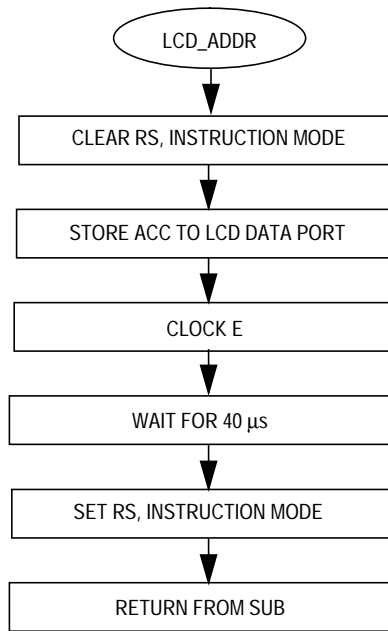 LCD_ADDR
CLEAR RS, INSTRUCTION MODE
STORE ACC TO LCD DATA PORT
CLOCK E
WAIT FOR 40 μs
SET RS, INSTRUCTION MODE
RETURN FROM SUB